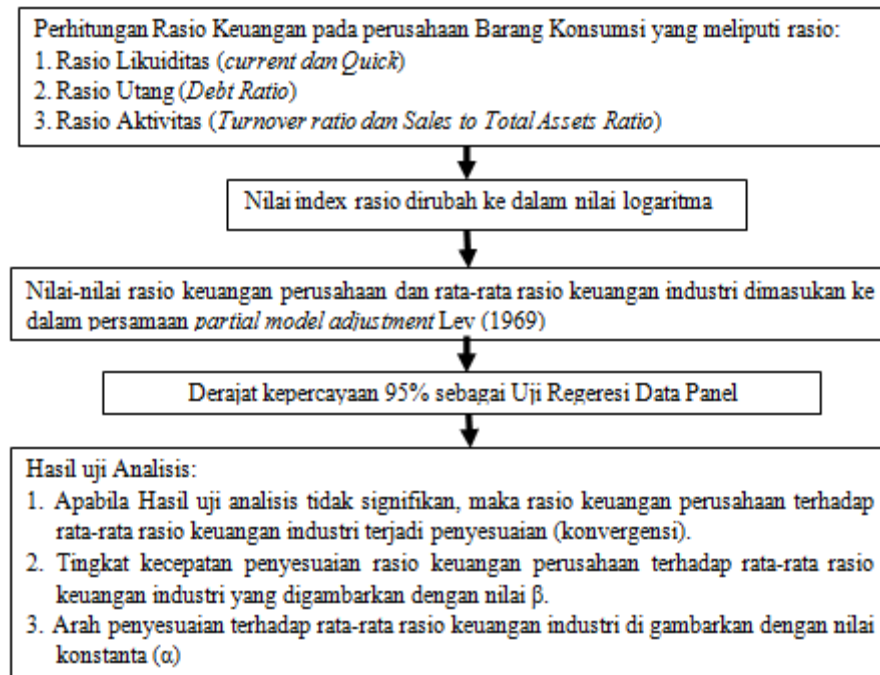 Perhitungan Rasio Keuangan pada perusahaan Barang Konsumsi yang meliputi rasio:
1. Rasio Likuiditas (current dan Quick)
2. Rasio Utang (Debt Ratio)
3. Rasio Aktivitas (Turnover ratio dan Sales to Total Assets Ratio)
Nilai index rasio dirubah ke dalam nilai logaritma
Nilai-nilai rasio keuangan perusahaan dan rata-rata rasio keuangan industri dimasukan ke
dalam persamaan partial model adjustment Lev (1969)
Derajat kepercayaan 95% sebagai Uji Regeresi Data Panel
Hasil uji Analisis:
1. Apabila Hasil uji analisis tidak signifikan, maka rasio keuangan perusahaan terhadap
rata-rata rasio keuangan industri terjadi penyesuaian (konvergensi).
2. Tingkat kecepatan penyesuaian rasio keuangan perusahaan terhadap rata-rata rasio
keuangan industri yang digambarkan dengan nilai β.
3. Arah penyesuaian terhadap rata-rata rasio keuangan industri di gambarkan dengan nilai
konstanta (α)